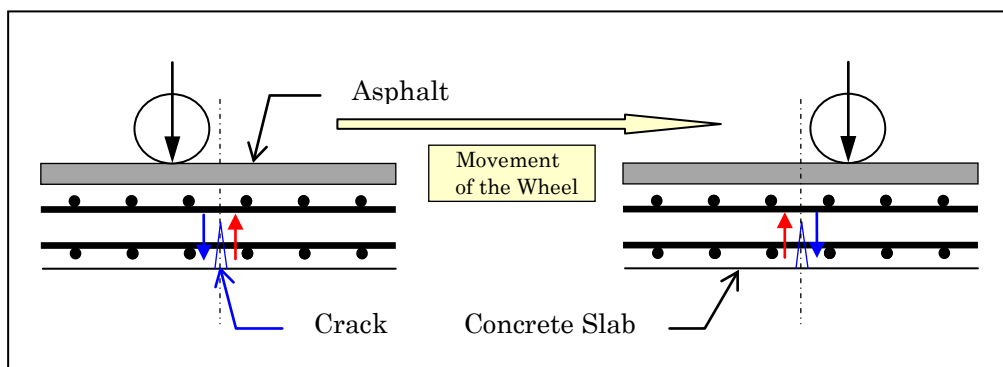 Asphalt
Movement
of the Wheel
Crack
Concrete Slab